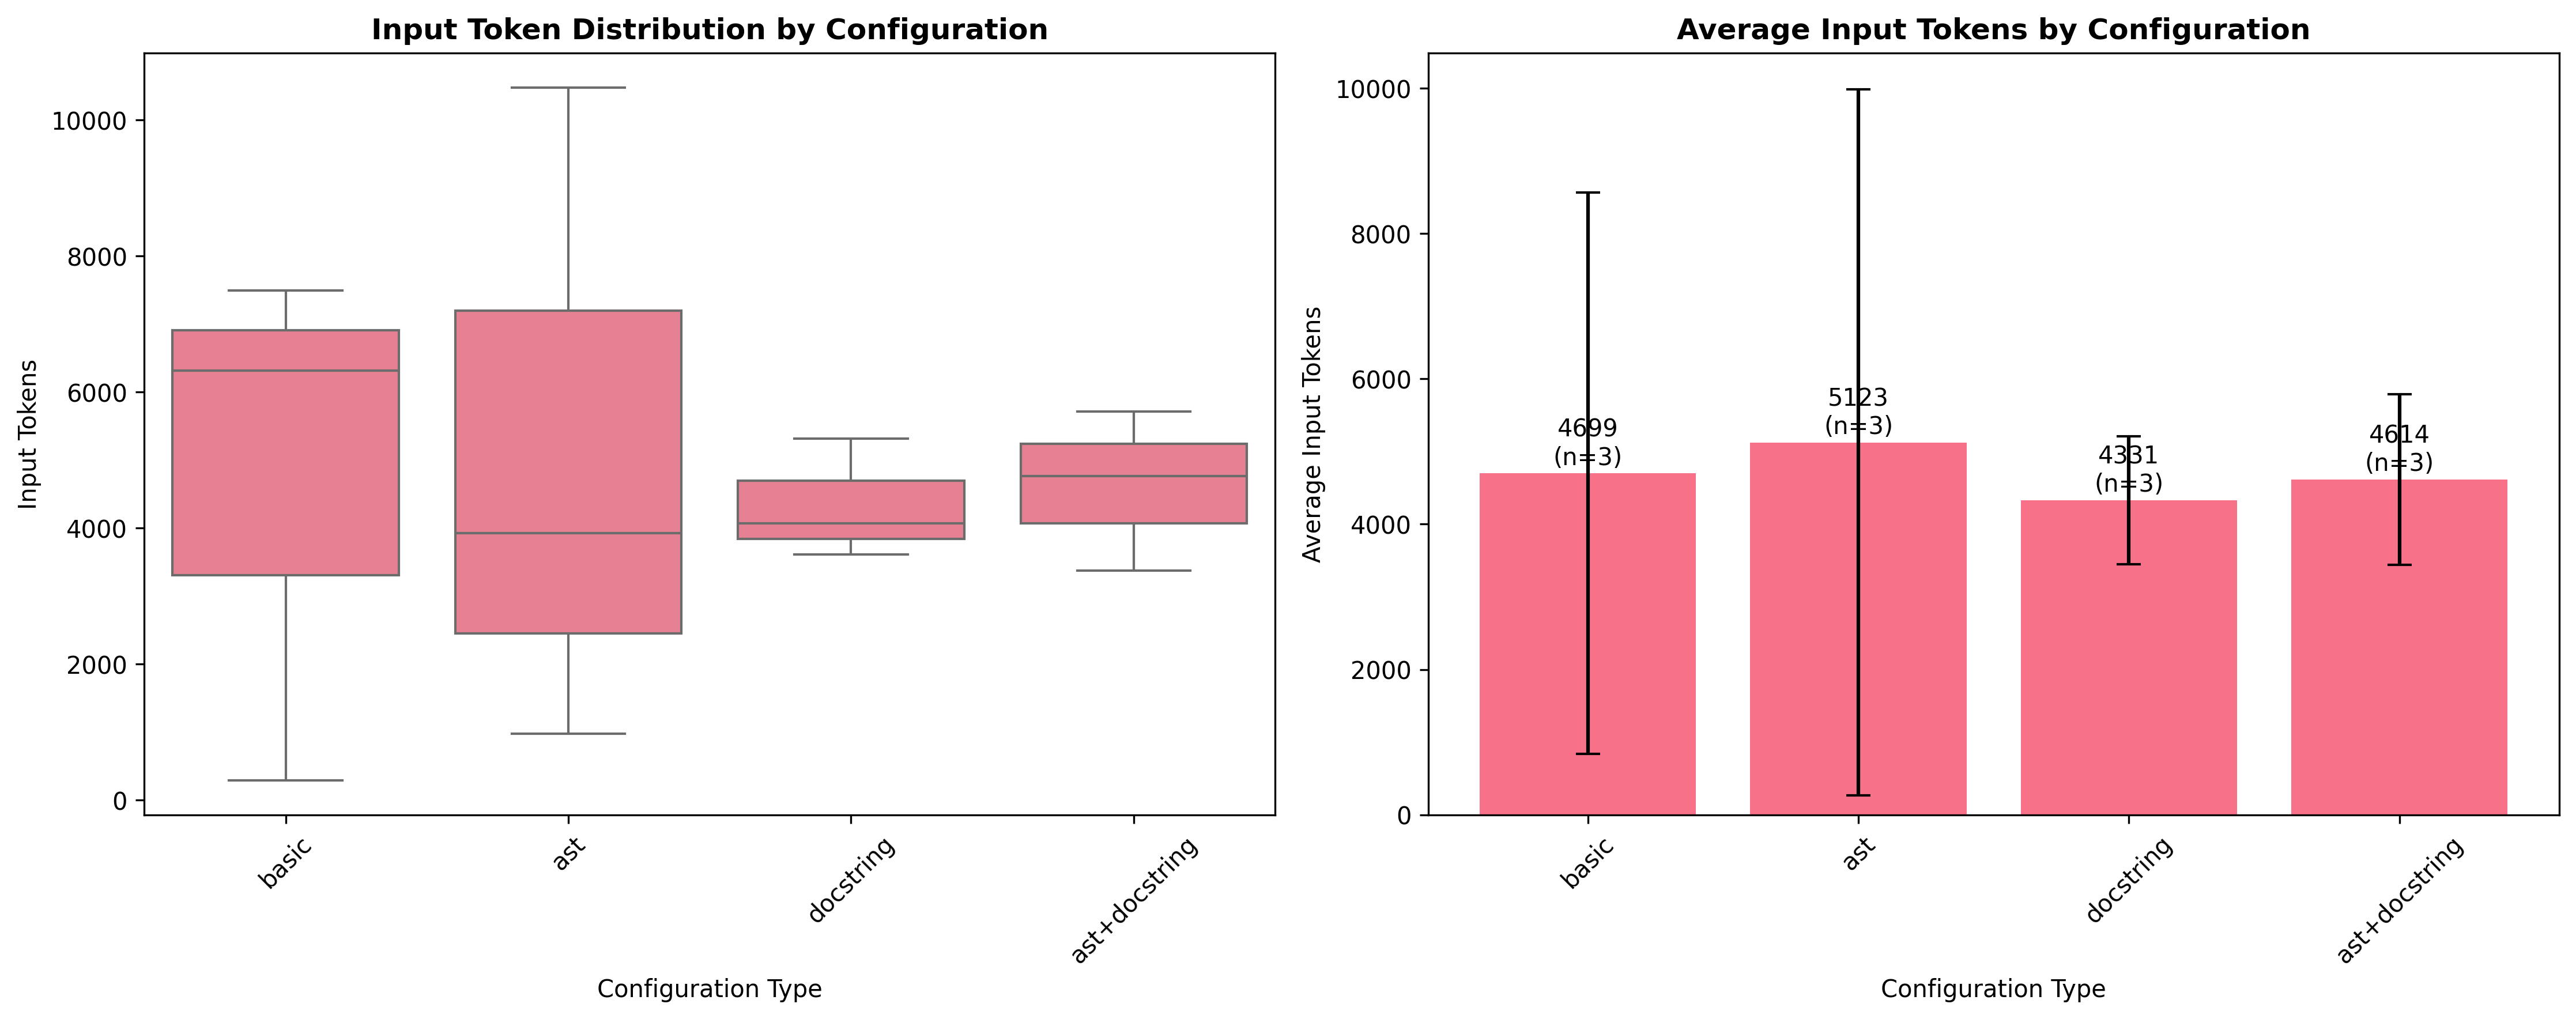 Input Token Distribution by Configuration
Input Tokens
10000
8000
6000
4000
2000
0
basic
ast
docstring
ast+docstring
Configuration Type
Average Input Tokens by Configuration
Average Input Tokens
10000
8000
6000
4000
2000
0
4699
(n=3)
5123
(n=3)
4331
(n=3)
4614
(n=3)
basic
ast
docstring
ast+docstring
Configuration Type